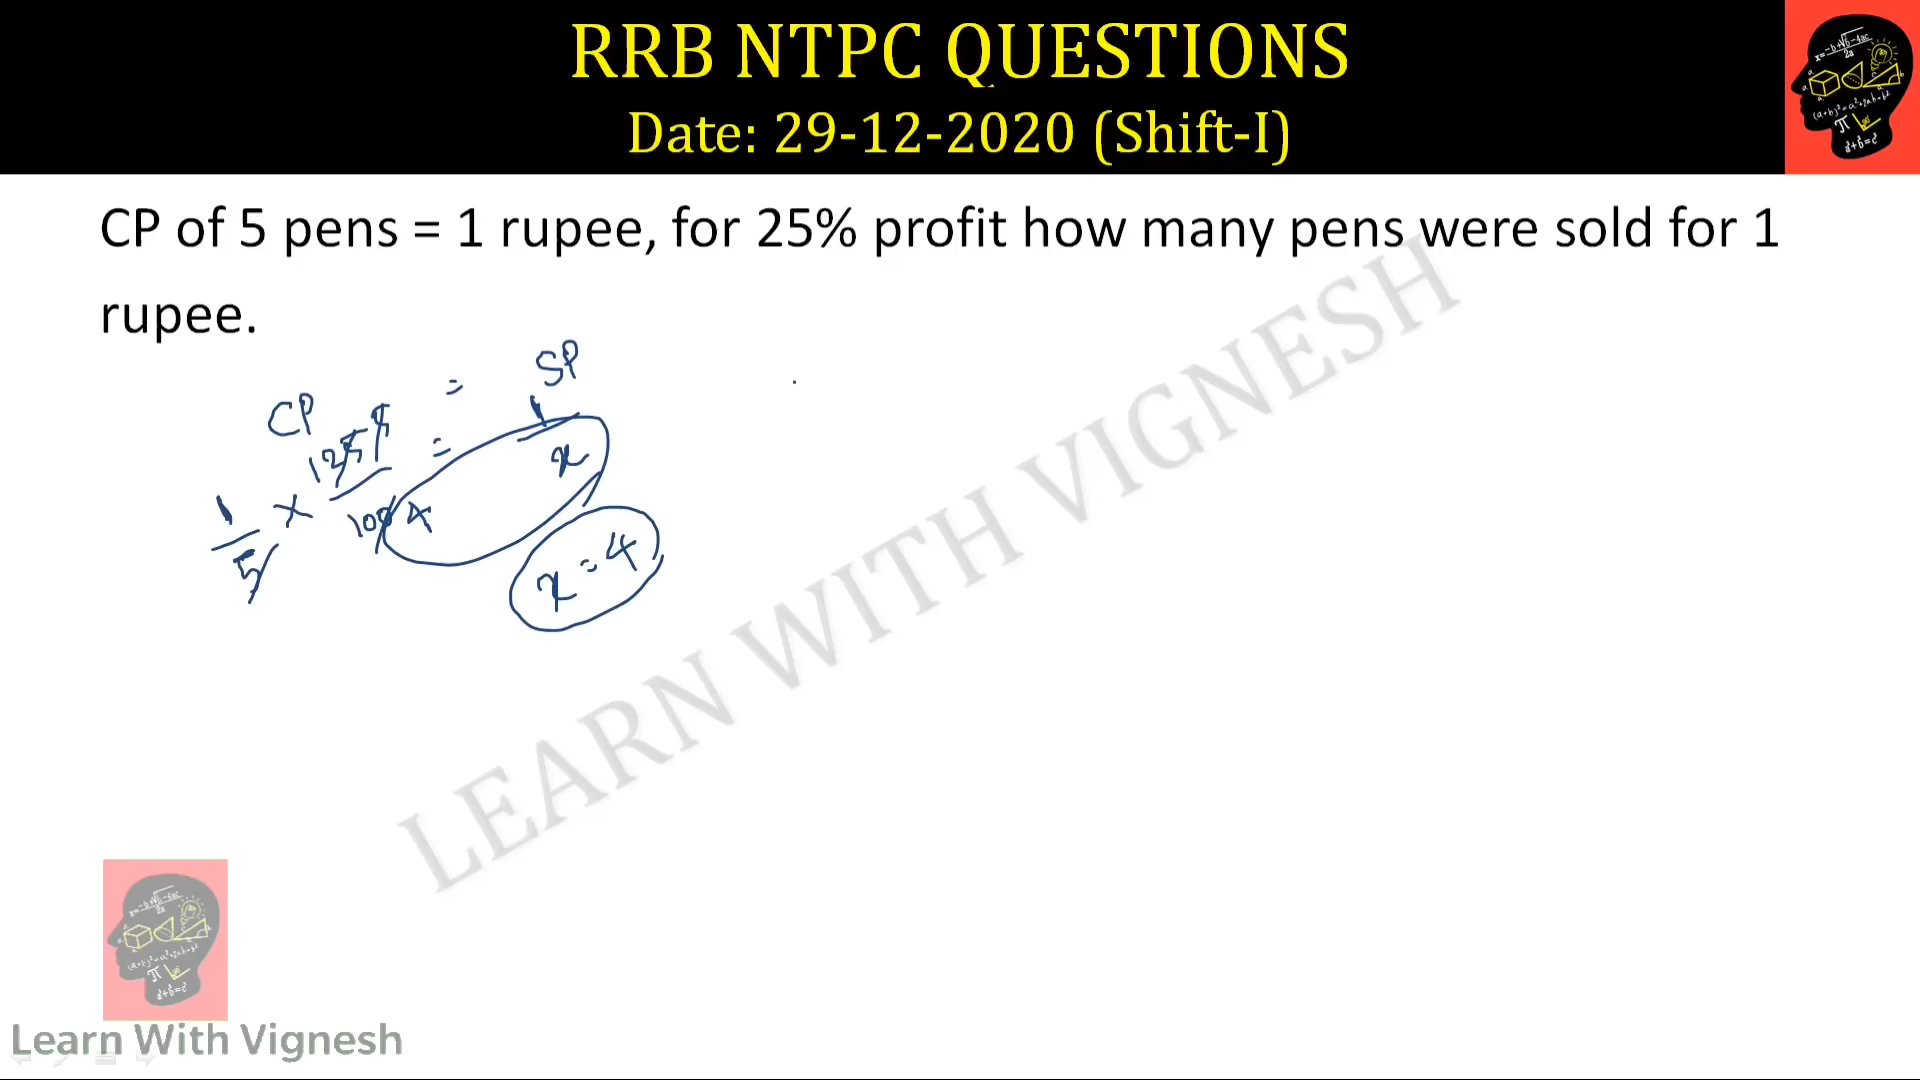 RRB NTPC QUESTIONS
Date: 29-12-2020 (Shift-I)
CP of 5 pens = 1 rupee, for 25% profit how many pens were sold for 1
rupee.
CP = SP
1/5 × 125 5/100 4 = 1/x
x = 4
LEARN WITH VIGNESH
Learn With Vignesh